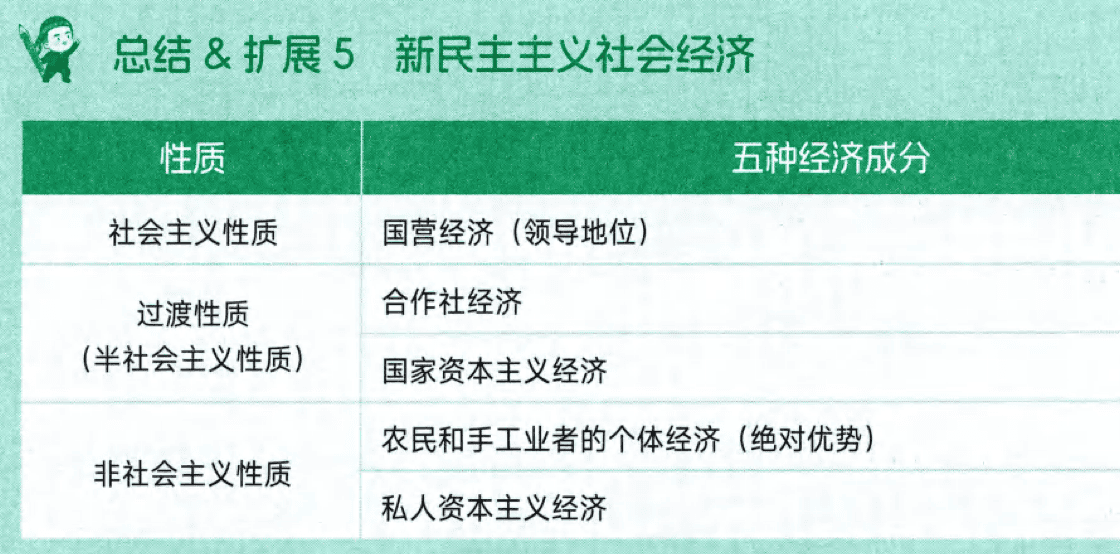 总结 & 扩展 5 新民主主义社会经济
性质 五种经济成分
社会主义性质 国营经济（领导地位）
过渡性质
（半社会主义性质）
合作社经济
国家资本主义经济
非社会主义性质
农民和手工业者的个体经济（绝对优势）
私人资本主义经济